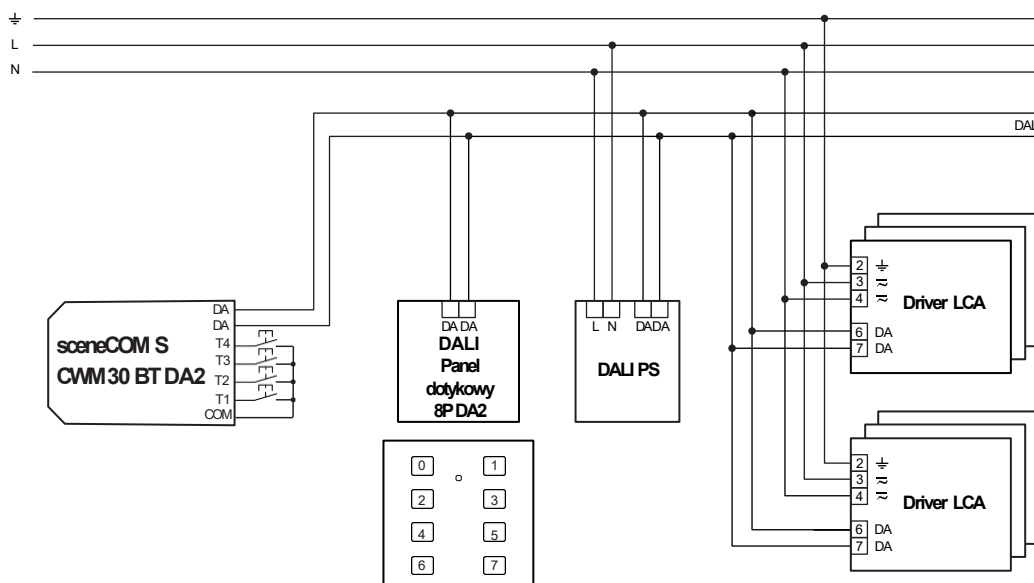 L
N
DAL
sceneCOM S
CWM 30 BT DA2
DA
DA
T4
T3
T2
T1
COM
DA DA
DALI
Panel
dotykowy
8P DA2
0 1
2 3
4 5
6 7
L N DA DA
DALI PS
2
3
4
6 DA
7 DA
Driver LCA
2
3
4
6 DA
7 DA
Driver LCA